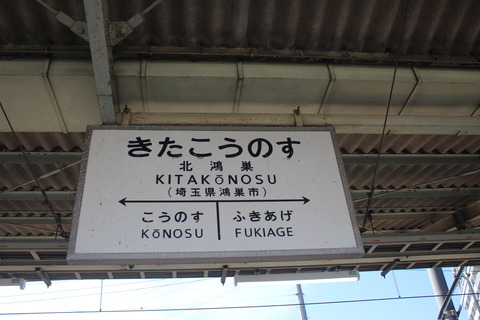 きたこうのす
北鴻巣
KITAKŌNOSU
(埼玉県鴻巣市)
こうのす ふきあげ
KŌNOSU FUKIAGE